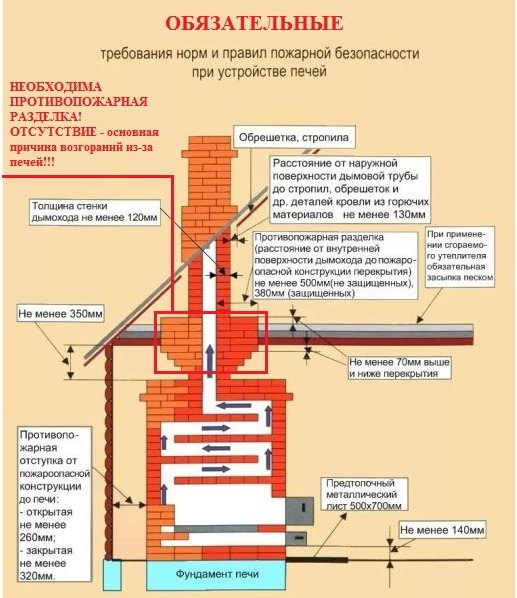 ОБЯЗАТЕЛЬНЫЕ
требования норм и правил пожарной безопасности
при устройстве печей
НЕОБХОДИМА
ПРОТИВОПОЖАРНАЯ
РАЗДЕЛКА!
ОТСУТСТВИЕ - основная
причина возгораний из-за
печей!!!
Обрешетка, стропила
Расстояние от наружной
поверхности дымовой трубы
до стропил, обрешеток и
др. деталей кровли из горючих
материалов не менее 130мм
Толщина стенки
дымохода не менее 120мм
Противопожарная разделка
(расстояние от внутренней
поверхности дымохода до пожаро-
опасной конструкции перекрытия)
не менее 500мм(не защищенных),
380мм (защищенных)
При примене-
нии сгораемо-
го утеплителя
обязательная
засыпка песком
Не менее 350мм
Не менее 70мм выше
и ниже перекрытия
Противопо-
жарная
отступка от
пожароопасной
конструкции
до печи:
- открытая
не менее
260мм;
- закрытая
не менее
320мм.
Предтопочный
металлический
лист 500х700мм
Не менее 140мм
Фундамент печи